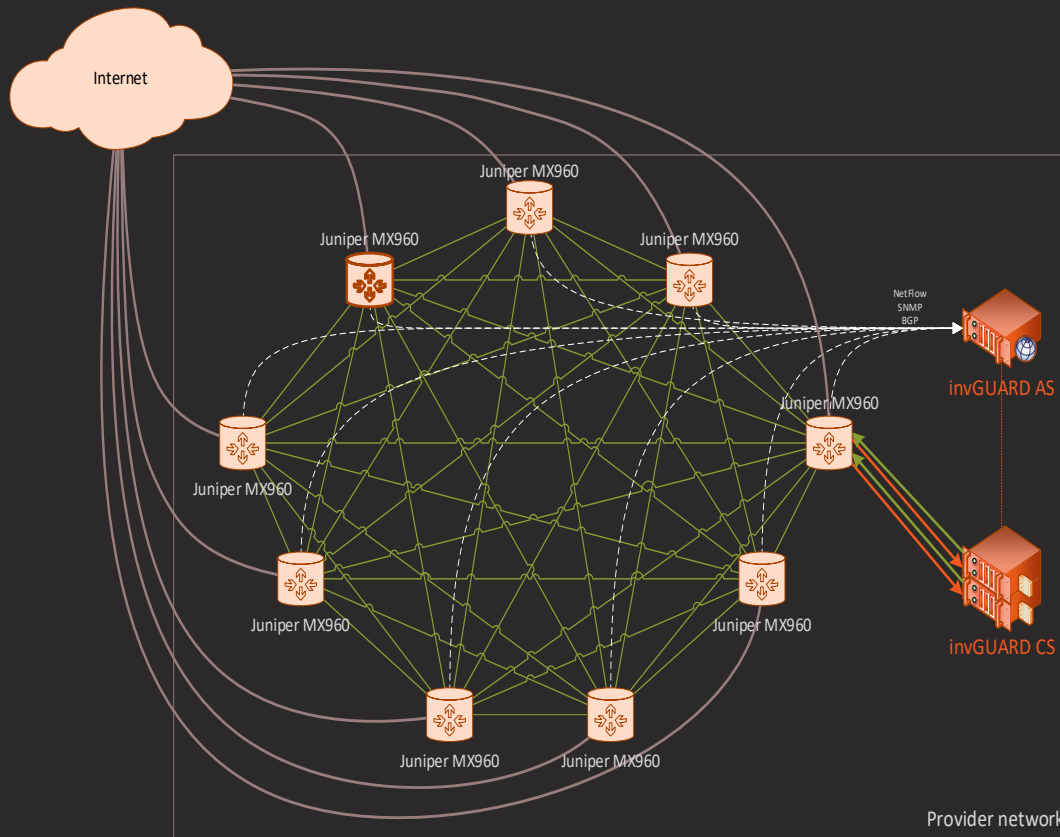 Internet
Juniper MX960
Juniper MX960
Juniper MX960
NetFlow
SNMP
BGP
invGUARD AS
Juniper MX960
Juniper MX960
Juniper MX960
Juniper MX960
invGUARD CS
Juniper MX960
Juniper MX960
Provider network